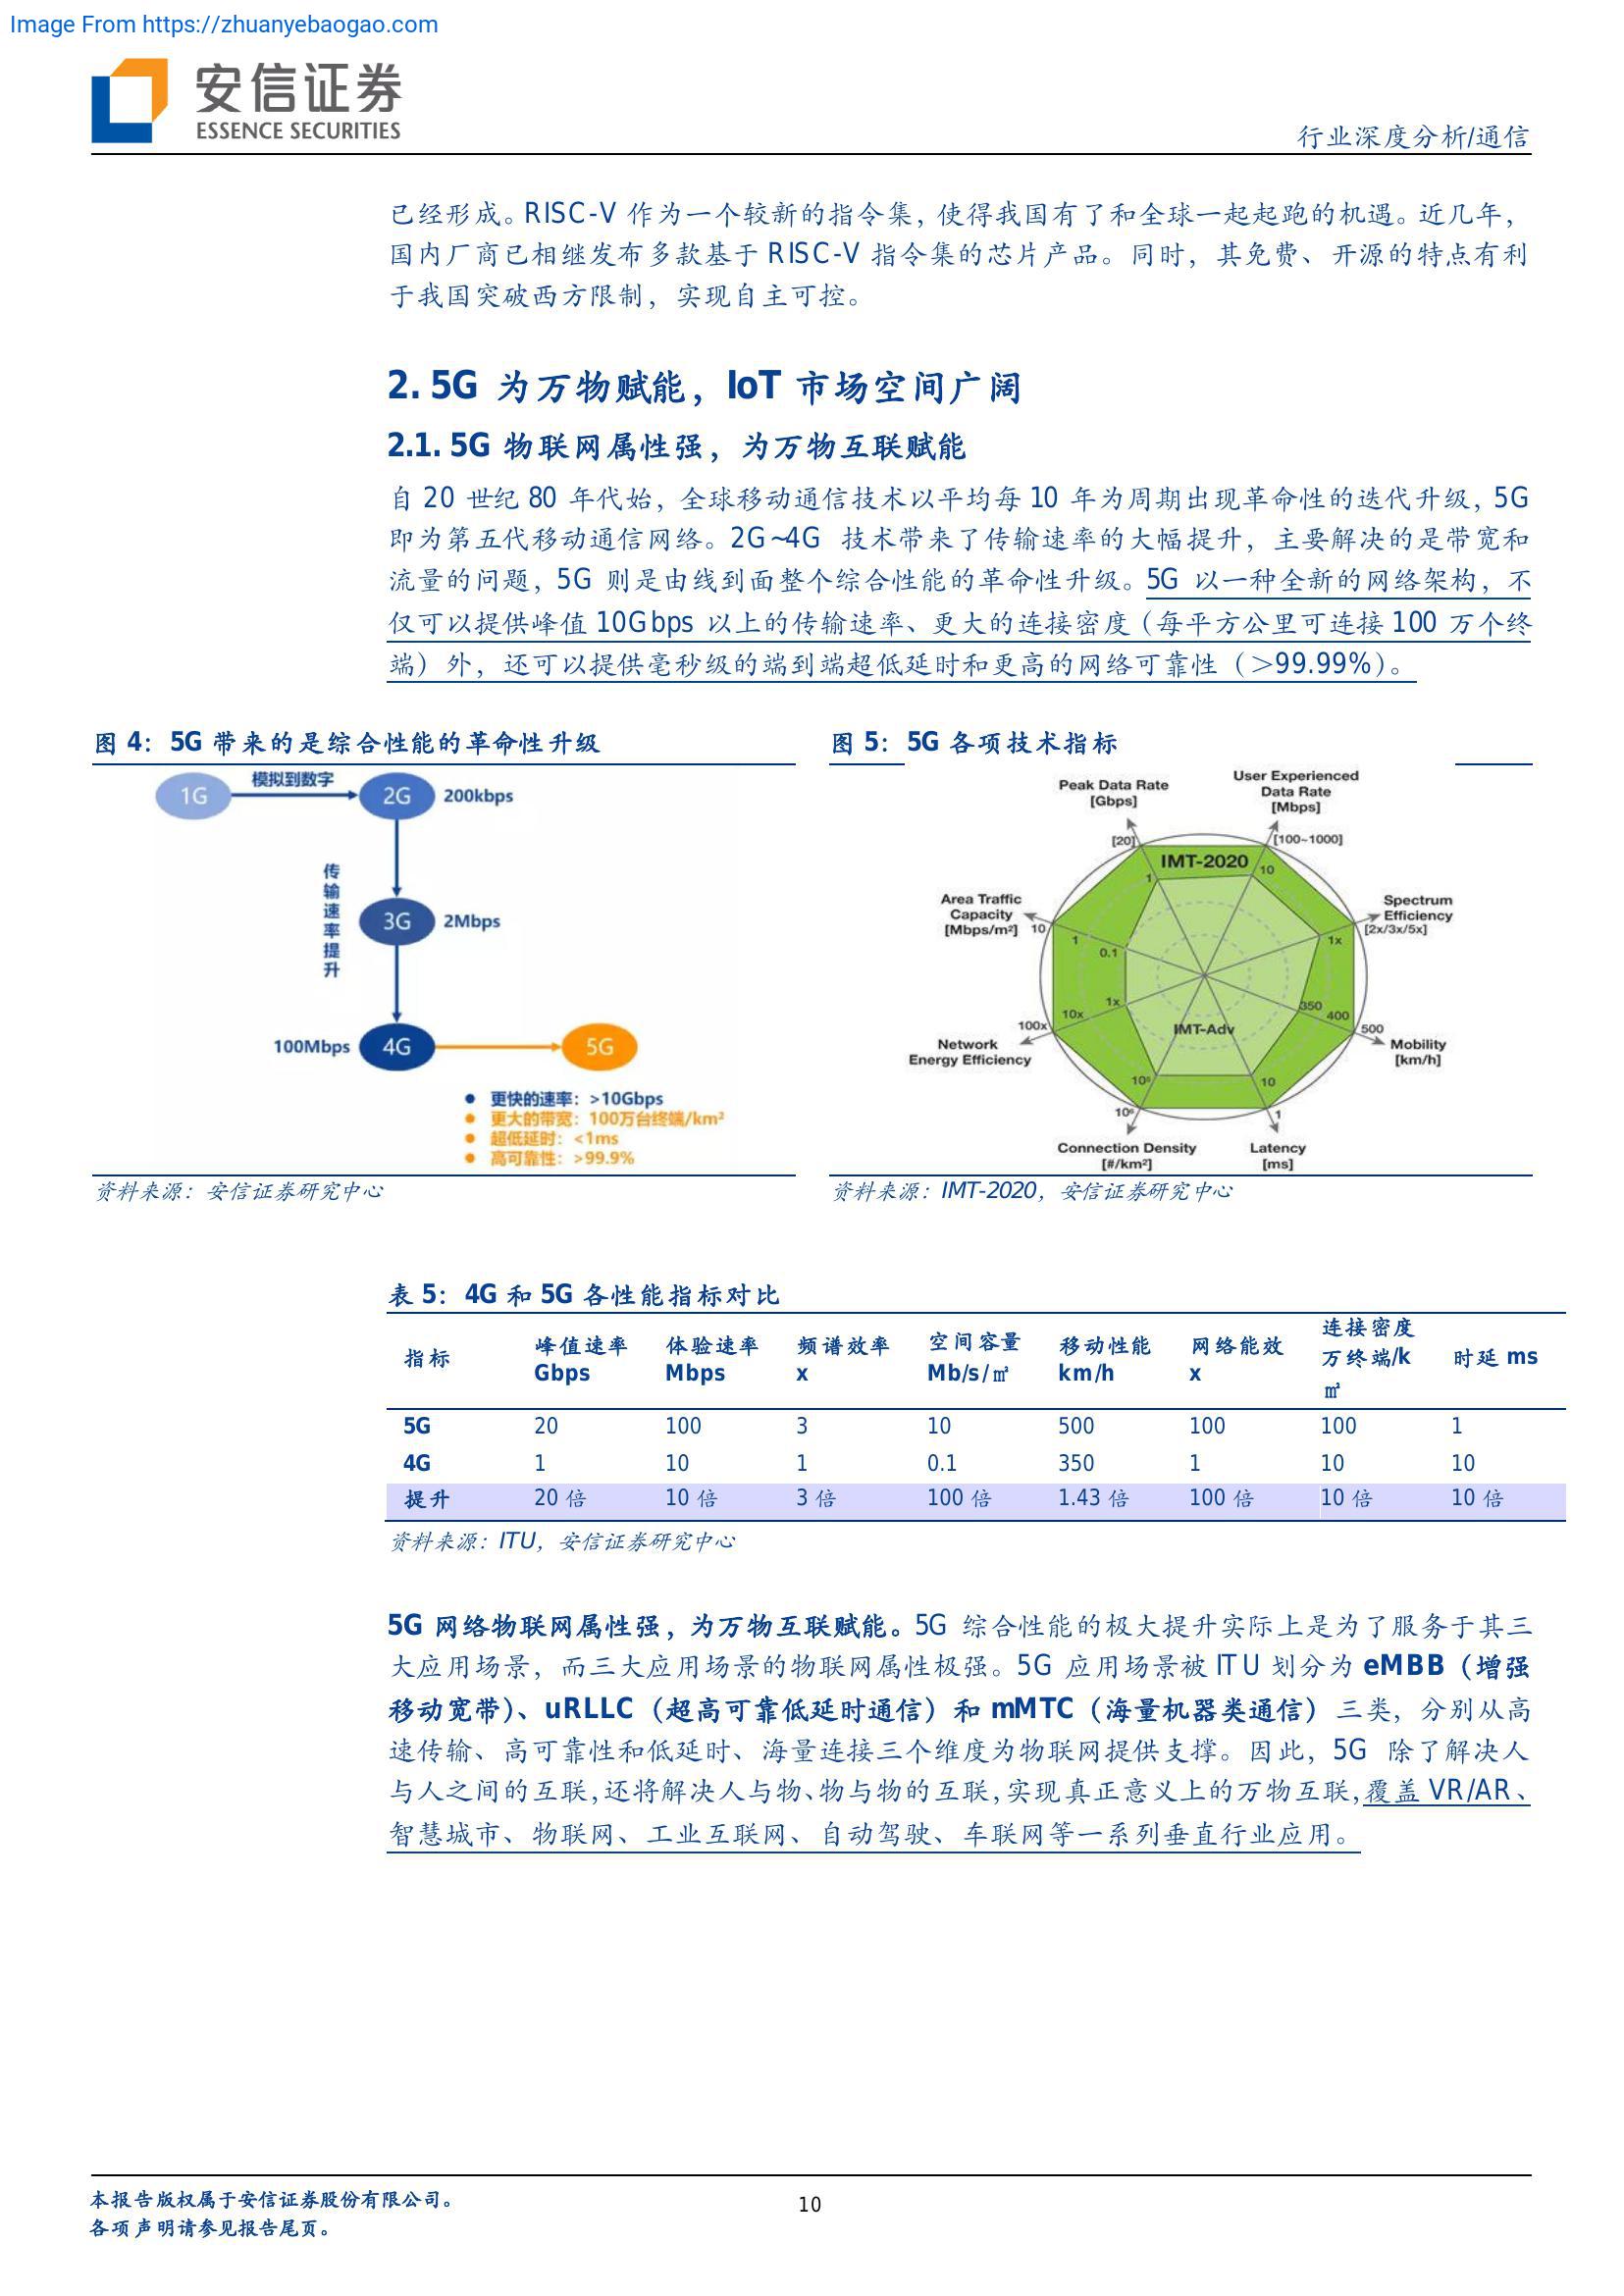 Image From https://zhuanyebaogao.com
安信证券
ESSENCE SECURITIES
行业深度分析/通信
已经形成。RISC-V 作为一个较新的指令集，使得我国有了和全球一起起跑的机遇。近几年，
国内厂商已相继发布多款基于 RISC-V 指令集的芯片产品。同时，其免费、开源的特点有利
于我国突破西方限制，实现自主可控。
2. 5G 为万物赋能，IoT 市场空间广阔
2.1. 5G 物联网属性强，为万物互联赋能
自 20 世纪 80 年代始，全球移动通信技术以平均每 10 年为周期出现革命性的迭代升级，5G
即为第五代移动通信网络。2G~4G 技术带来了传输速率的大幅提升，主要解决的是带宽和
流量的问题，5G 则是由线到面整个综合性能的革命性升级。5G 以一种全新的网络架构，不
仅可以提供峰值 10Gbps 以上的传输速率、更大的连接密度（每平方公里可连接 100 万个终
端）外，还可以提供毫秒级的端到端超低延时和更高的网络可靠性（＞99.99%）。
图 4：5G 带来的是综合性能的革命性升级
1G
模拟到数字
2G
200kbps
传输速率提升
3G
2Mbps
100Mbps
4G
5G
更快的速率：>10Gbps
更大的带宽：100万台终端/km²
超低延时：<1ms
高可靠性：>99.9%
资料来源：安信证券研究中心
图 5：5G 各项技术指标
Peak Data Rate
[Gbps]
User Experienced
Data Rate
[Mbps]
[20]
[100~1000]
IMT-2020
1
10
Area Traffic
Capacity
[Mbps/m²]
10
1
0.1
Spectrum
Efficiency
[2x/3x/5x]
1x
1x
10x
100x
Network
Energy Efficiency
IMT-Adv
350
400
500
Mobility
[km/h]
10⁵
10⁶
Connection Density
[#/km²]
10
1
Latency
[ms]
资料来源：IMT-2020，安信证券研究中心
表 5：4G 和 5G 各性能指标对比
指标 峰值速率 Gbps 体验速率 Mbps 频谱效率 x 空间容量 Mb/s/㎡ 移动性能 km/h 网络能效 x 连接密度 万终端/k㎡ 时延 ms
5G 20 100 3 10 500 100 100 1
4G 1 10 1 0.1 350 1 10 10
提升 20 倍 10 倍 3 倍 100 倍 1.43 倍 100 倍 10 倍 10 倍
资料来源：ITU，安信证券研究中心
5G 网络物联网属性强，为万物互联赋能。5G 综合性能的极大提升实际上是为了服务于其三
大应用场景，而三大应用场景的物联网属性极强。5G 应用场景被 ITU 划分为 eMBB（增强
移动宽带）、uRLLC（超高可靠低延时通信）和 mMTC（海量机器类通信）三类，分别从高
速传输、高可靠性和低延时、海量连接三个维度为物联网提供支撑。因此，5G 除了解决人
与人之间的互联，还将解决人与物、物与物的互联，实现真正意义上的万物互联，覆盖 VR/AR、
智慧城市、物联网、工业互联网、自动驾驶、车联网等一系列垂直行业应用。
本报告版权属于安信证券股份有限公司。
各项声明请参见报告尾页。
10